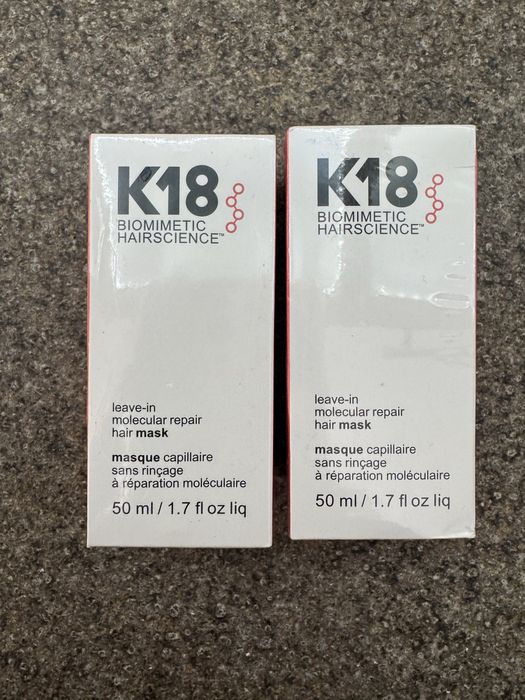 K18
BIOMIMETIC
HAIRSCIENCE™
leave-in
molecular repair
hair mask
masque capillaire
sans rinçage
à réparation moléculaire
50 ml / 1.7 fl oz liq
K18
BIOMIMETIC
HAIRSCIENCE™
leave-in
molecular repair
hair mask
masque capillaire
sans rinçage
à réparation moléculaire
50 ml / 1.7 fl oz liq